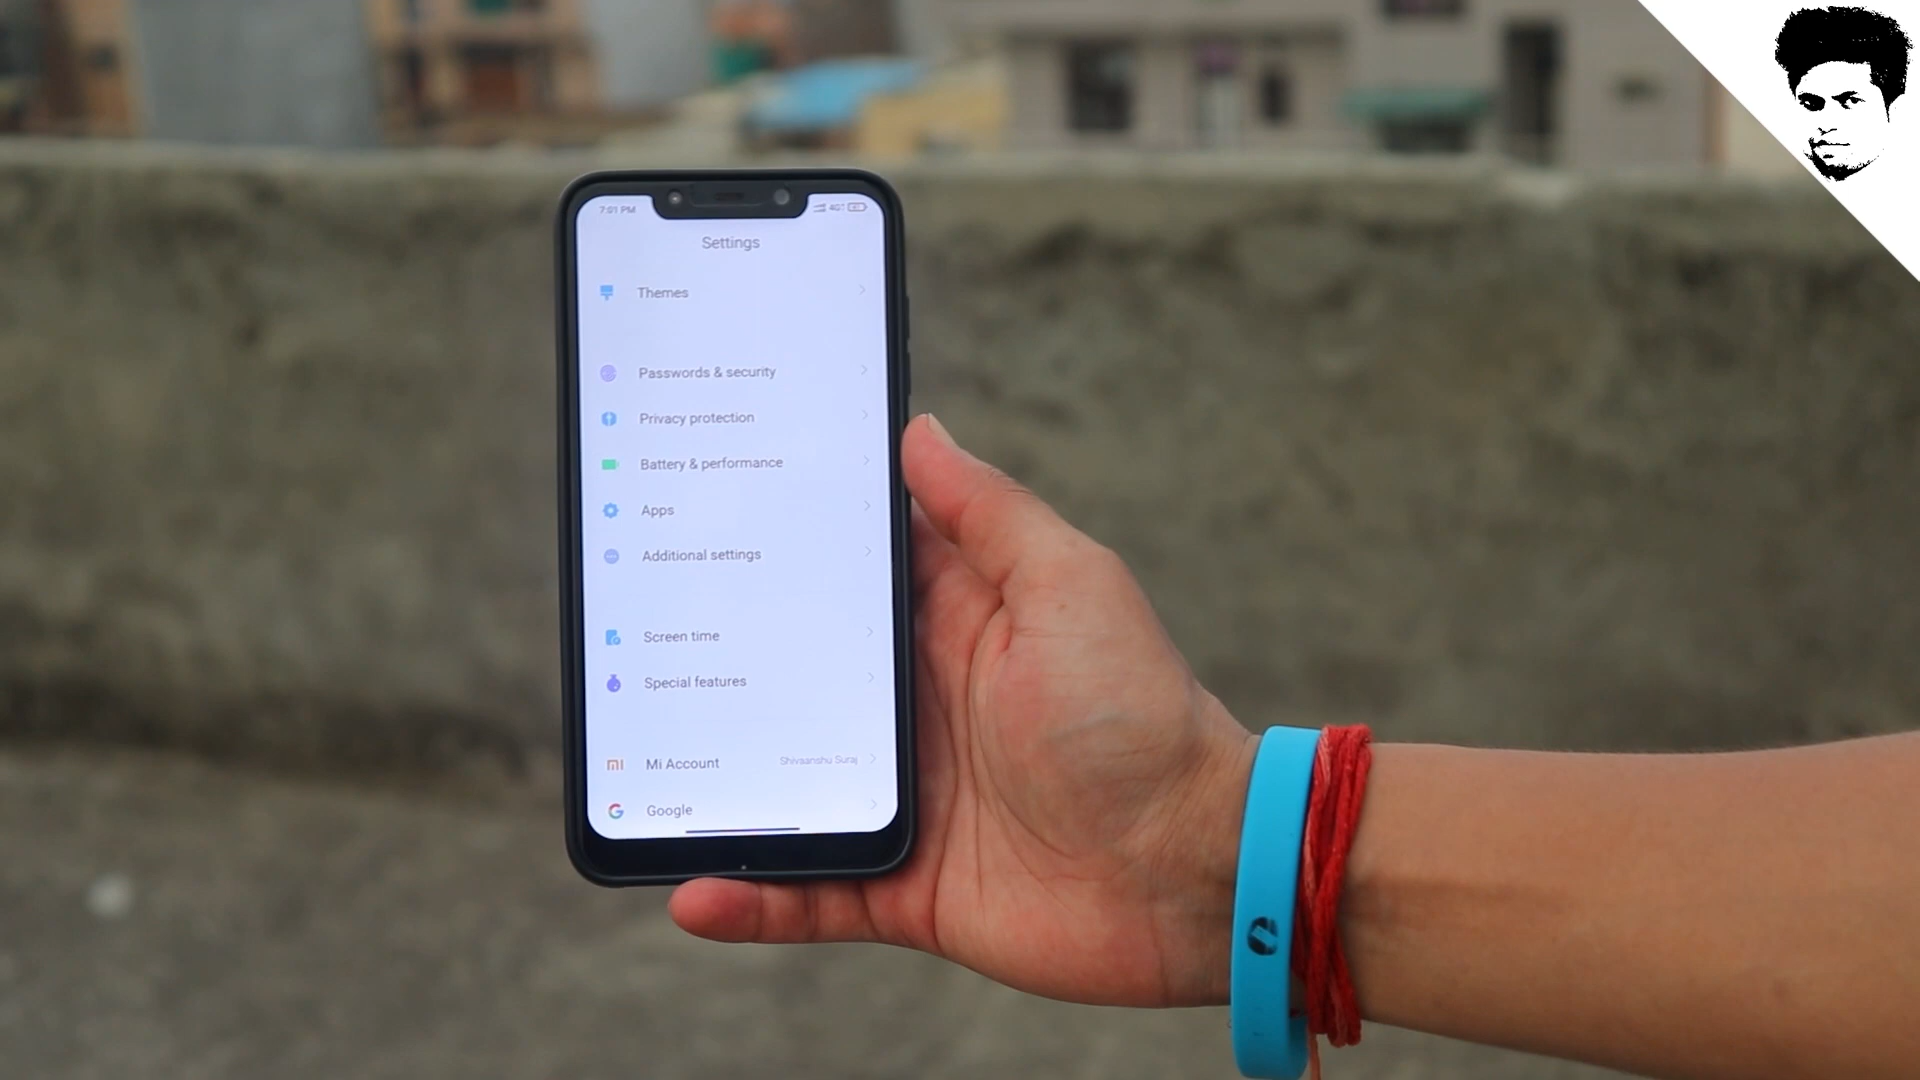 7:01 PM 4G
Settings
Themes
Passwords & security
Privacy protection
Battery & performance
Apps
Additional settings
Screen time
Special features
Mi Account Shivaanshu Suraj
Google